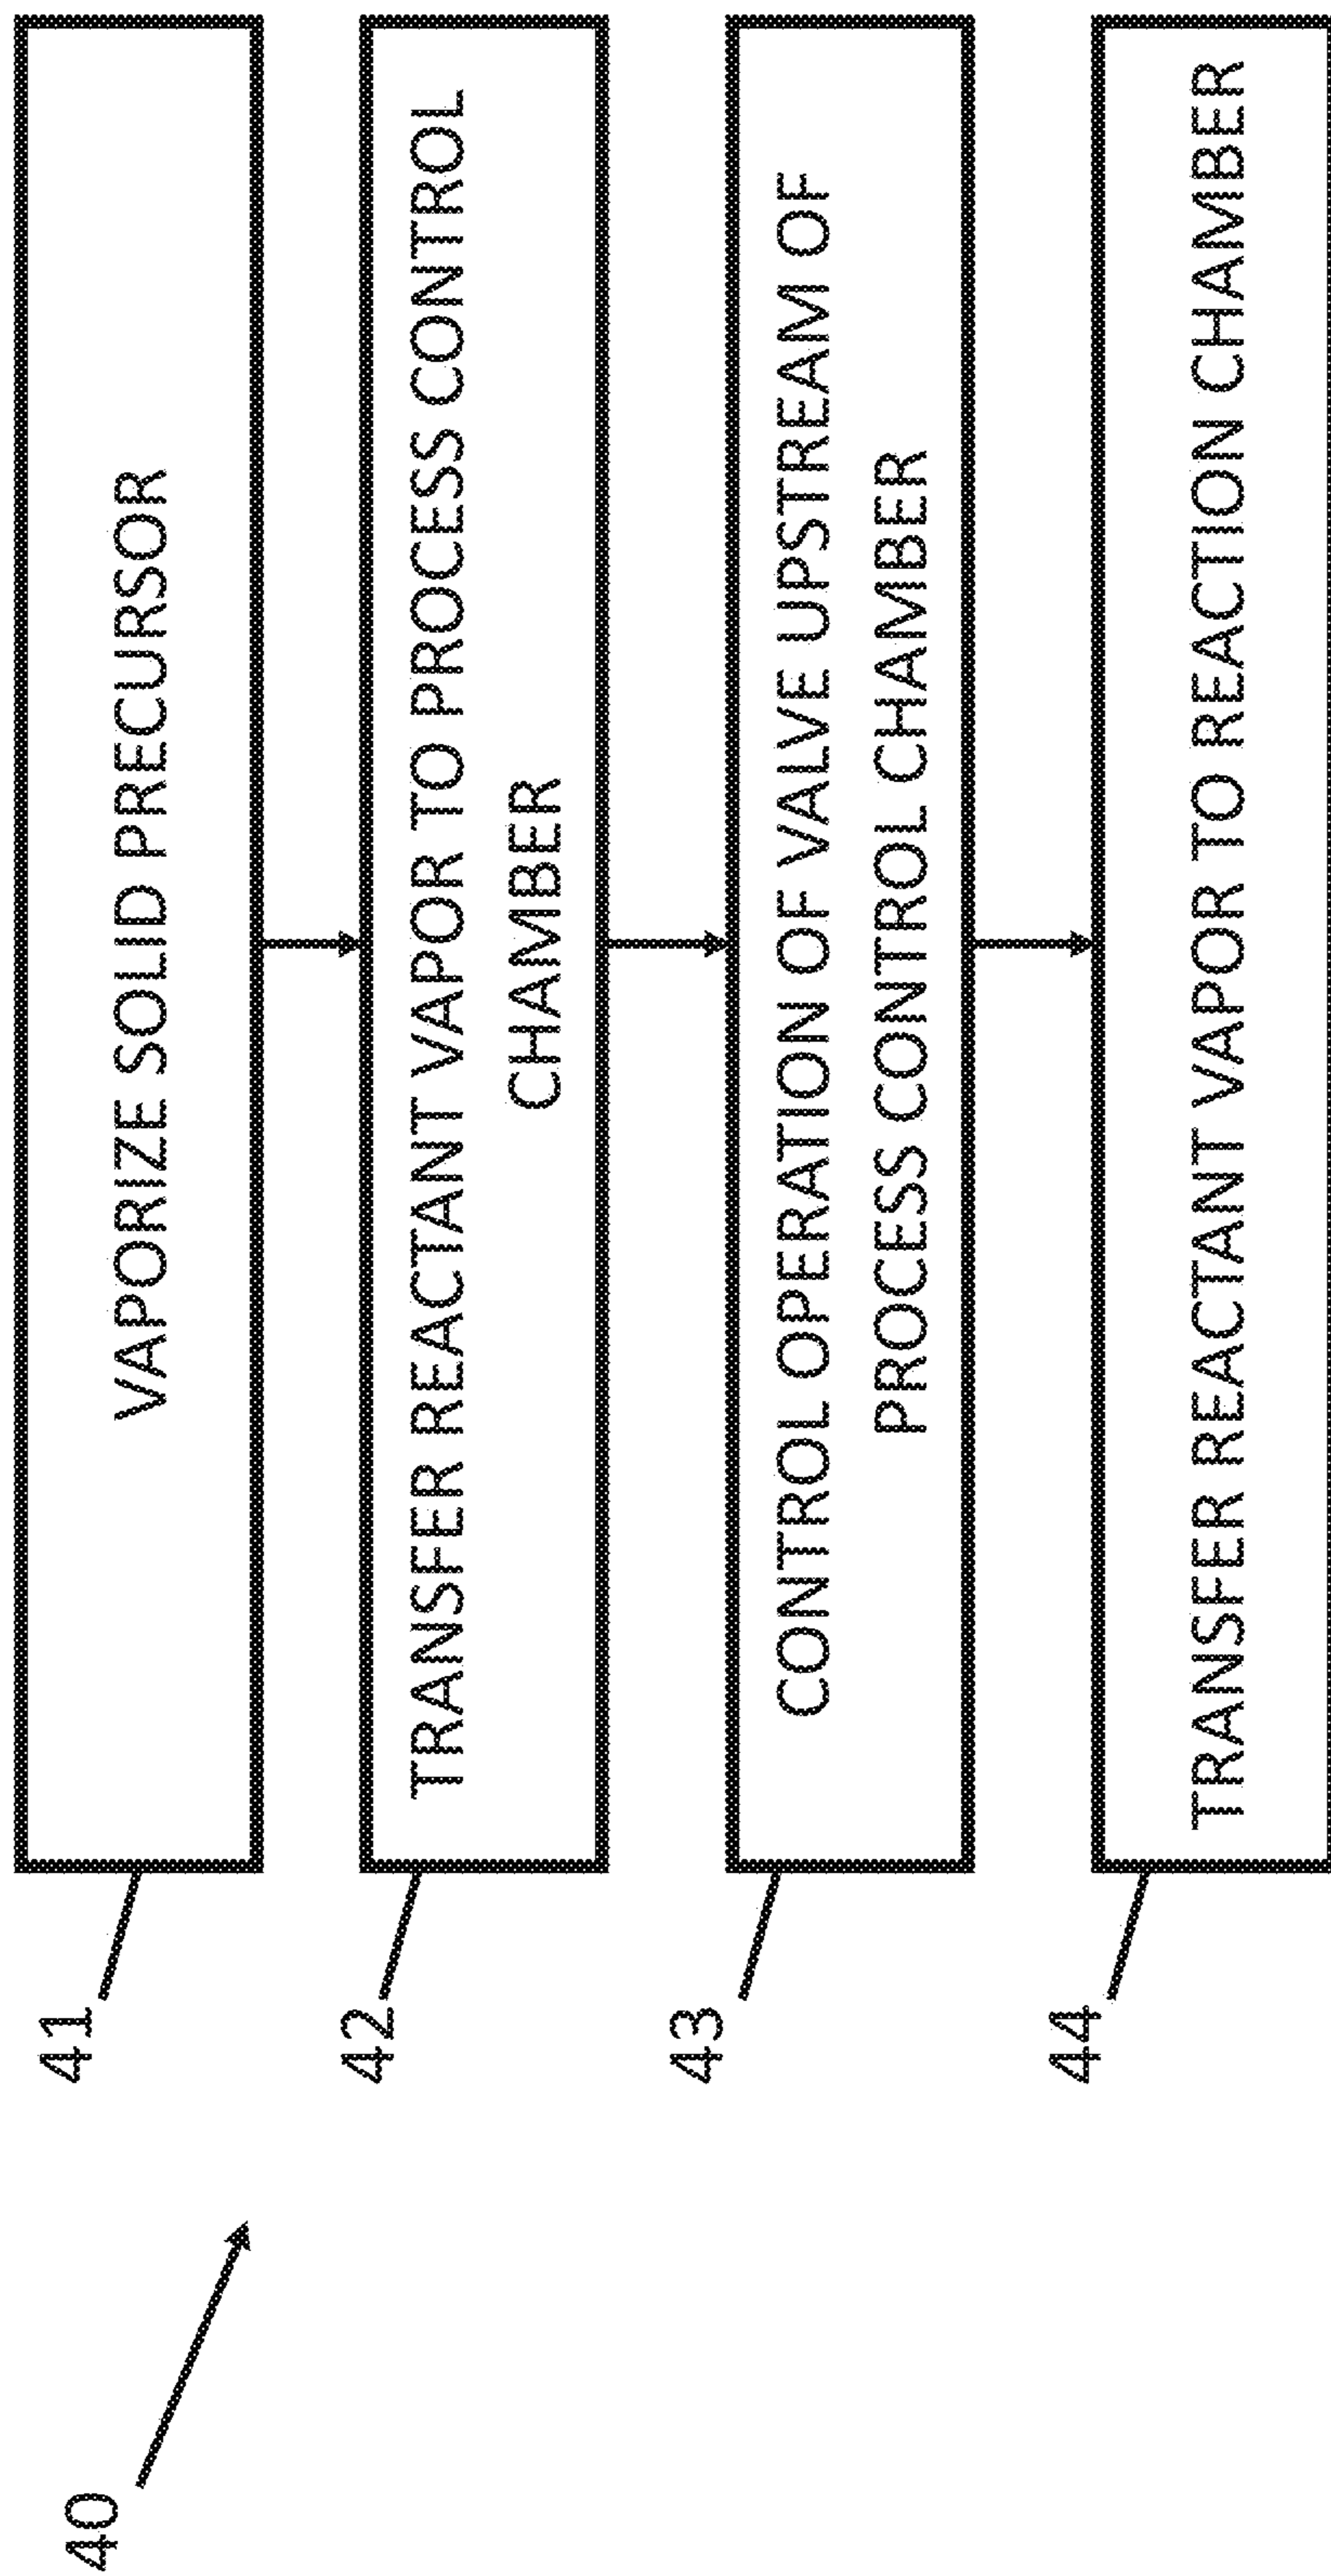 40
41
VAPORIZE SOLID PRECURSOR
42
TRANSFER REACTANT VAPOR TO PROCESS CONTROL
CHAMBER
43
CONTROL OPERATION OF VALVE UPSTREAM OF
PROCESS CONTROL CHAMBER
44
TRANSFER REACTANT VAPOR TO REACTION CHAMBER